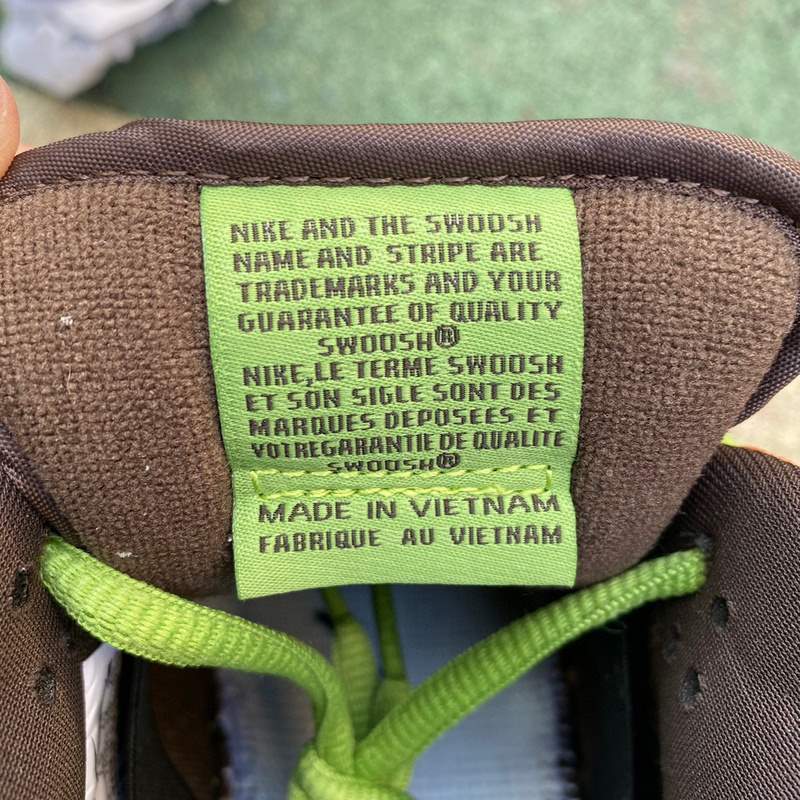 NIKE AND THE SWOOSH
NAME AND STRIPE ARE
TRADEMARKS AND YOUR
GUARANTEE OF QUALITY
SWOOSH®
NIKE,LE TERME SWOOSH
ET SON SIGLE SONT DES
MARQUES DEPOSEES ET
VOTREGARANTIE DE QUALITE
SWOOSH®
MADE IN VIETNAM
FABRIQUE AU VIETNAM